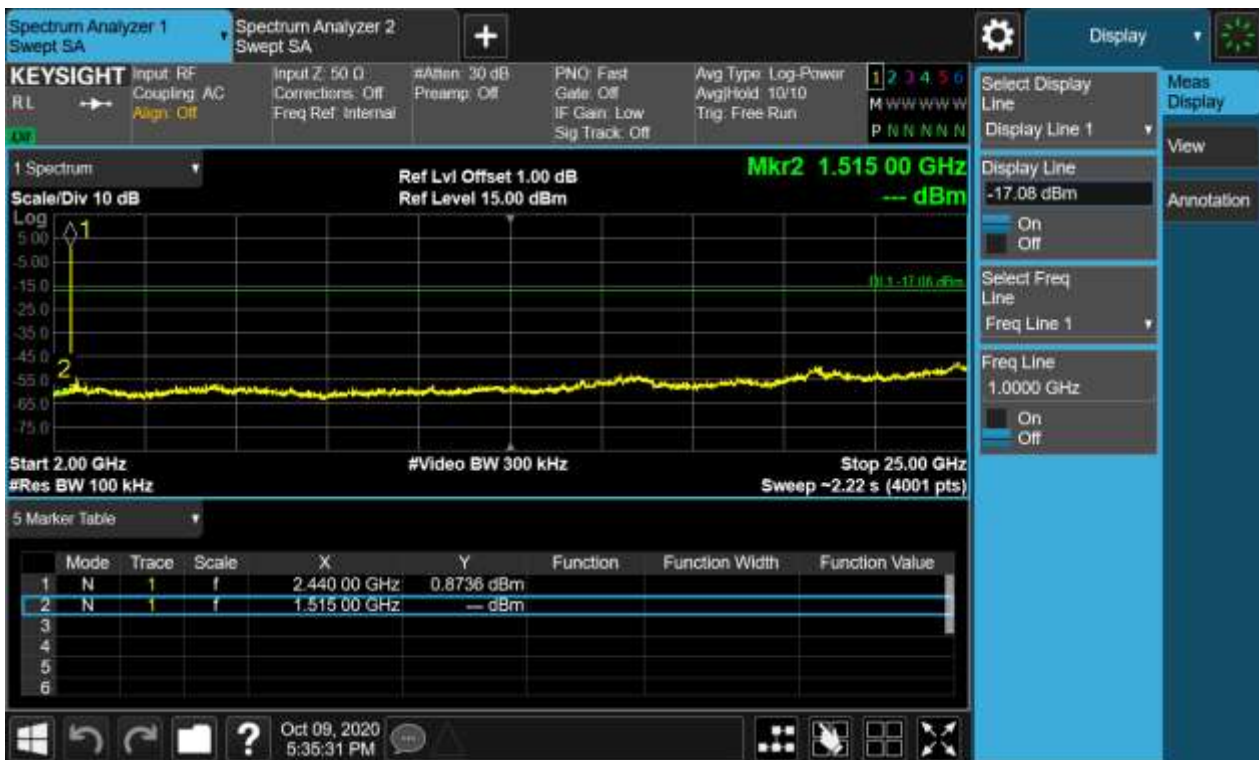 Spectrum Analyzer 1
Swept SA
Spectrum Analyzer 2
Swept SA
Display
KEYSIGHT
RL
Input: RF
Coupling: AC
Align: Off
Input Z: 50 Ω
Corrections: Off
Freq Ref: Internal
#Atten: 30 dB
Preamp: Off
PNO: Fast
Gate: Off
IF Gain: Low
Sig Track: Off
Avg Type: Log-Power
Avg|Hold: 10/10
Trig: Free Run
1 2 3 4 5 6
M W W W W W
P N N N N N
1 Spectrum
Scale/Div 10 dB
Ref Lvl Offset 1.00 dB
Ref Level 15.00 dBm
Mkr2 1.515 00 GHz
--- dBm
Log
5.00
-5.00
-15.0
-25.0
-35.0
-45.0
-55.0
-65.0
-75.0
1
2
Start 2.00 GHz
#Res BW 100 kHz
#Video BW 300 kHz
Stop 25.00 GHz
Sweep ~2.22 s (4001 pts)
5 Marker Table
Mode Trace Scale X Y Function Function Width Function Value
1 N 1 f 2.440 00 GHz 0.8736 dBm
2 N 1 f 1.515 00 GHz --- dBm
3
4
5
6
Oct 09, 2020
5:35:31 PM
Select Display
Line
Display Line 1
Display Line
-17.08 dBm
On
Off
Select Freq
Line
Freq Line 1
Freq Line
1.0000 GHz
On
Off
Meas
Display
View
Annotation